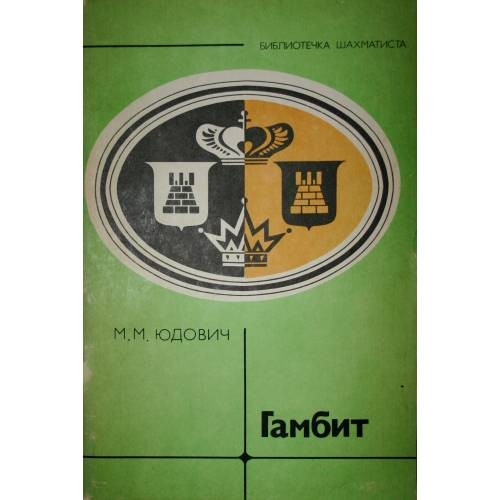 БИБЛИОТЕЧКА ШАХМАТИСТА
М. М. ЮДОВИЧ
Гамбит